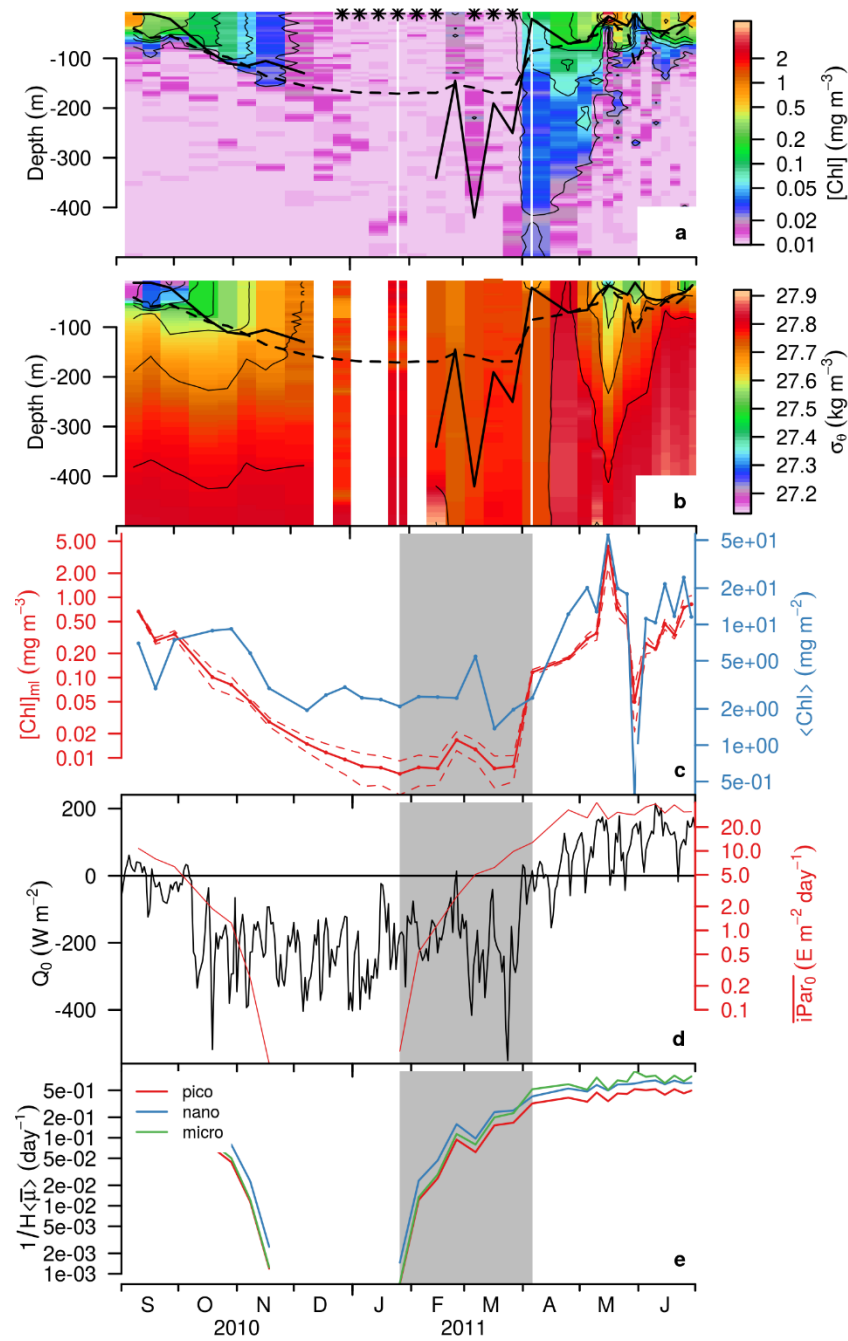 -100
-200
-300
-400
Depth (m)
a
2
1
0.5
0.2
0.1
0.05
0.02
0.01
[Chl] (mg m−3)
-100
-200
-300
-400
Depth (m)
b
27.9
27.8
27.7
27.6
27.5
27.4
27.3
27.2
σθ (kg m−3)
5.00
2.00
1.00
0.50
0.20
0.10
0.05
0.02
0.01
[Chl]ml (mg m−3)
c
5e+01
2e+01
1e+01
5e+00
2e+00
1e+00
5e-01
<Chl> (mg m−2)
200
0
-200
-400
Q0 (W m−2)
d
20.0
10.0
5.0
2.0
1.0
0.5
0.2
0.1
iPar0 (E m−2 day−1)
5e-01
2e-01
1e-01
5e-02
2e-02
1e-02
5e-03
2e-03
1e-03
1/H<μ> (day−1)
pico
nano
micro
e
S O N D J F M A M J
2010 2011